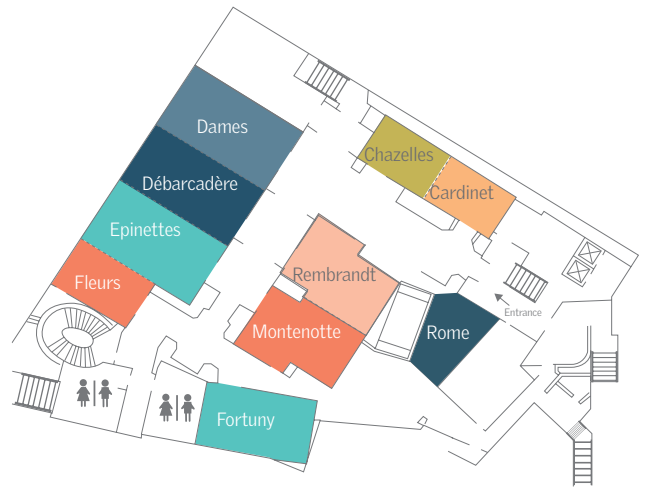 Dames
Chazelles
Débarcadère
Cardinet
Epinettes
Rembrandt
Fleurs
Entrance
Montenotte
Rome
Fortuny